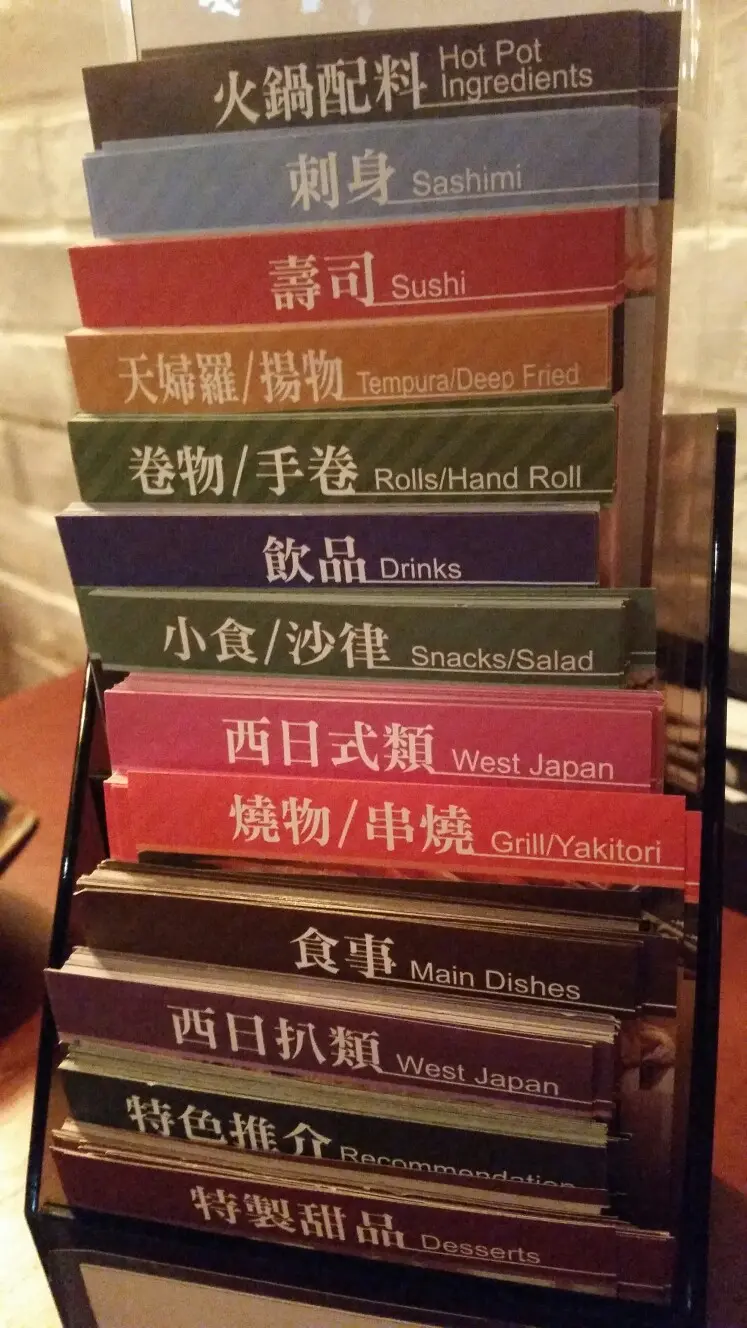 火鍋配料 Hot Pot Ingredients
刺身 Sashimi
壽司 Sushi
天婦羅/揚物 Tempura/Deep Fried
卷物/手卷 Rolls/Hand Roll
飲品 Drinks
小食/沙律 Snacks/Salad
西日式類 West Japan
燒物/串燒 Grill/Yakitori
食事 Main Dishes
西日扒類 West Japan
特色推介 Recommendation
特製甜品 Desserts